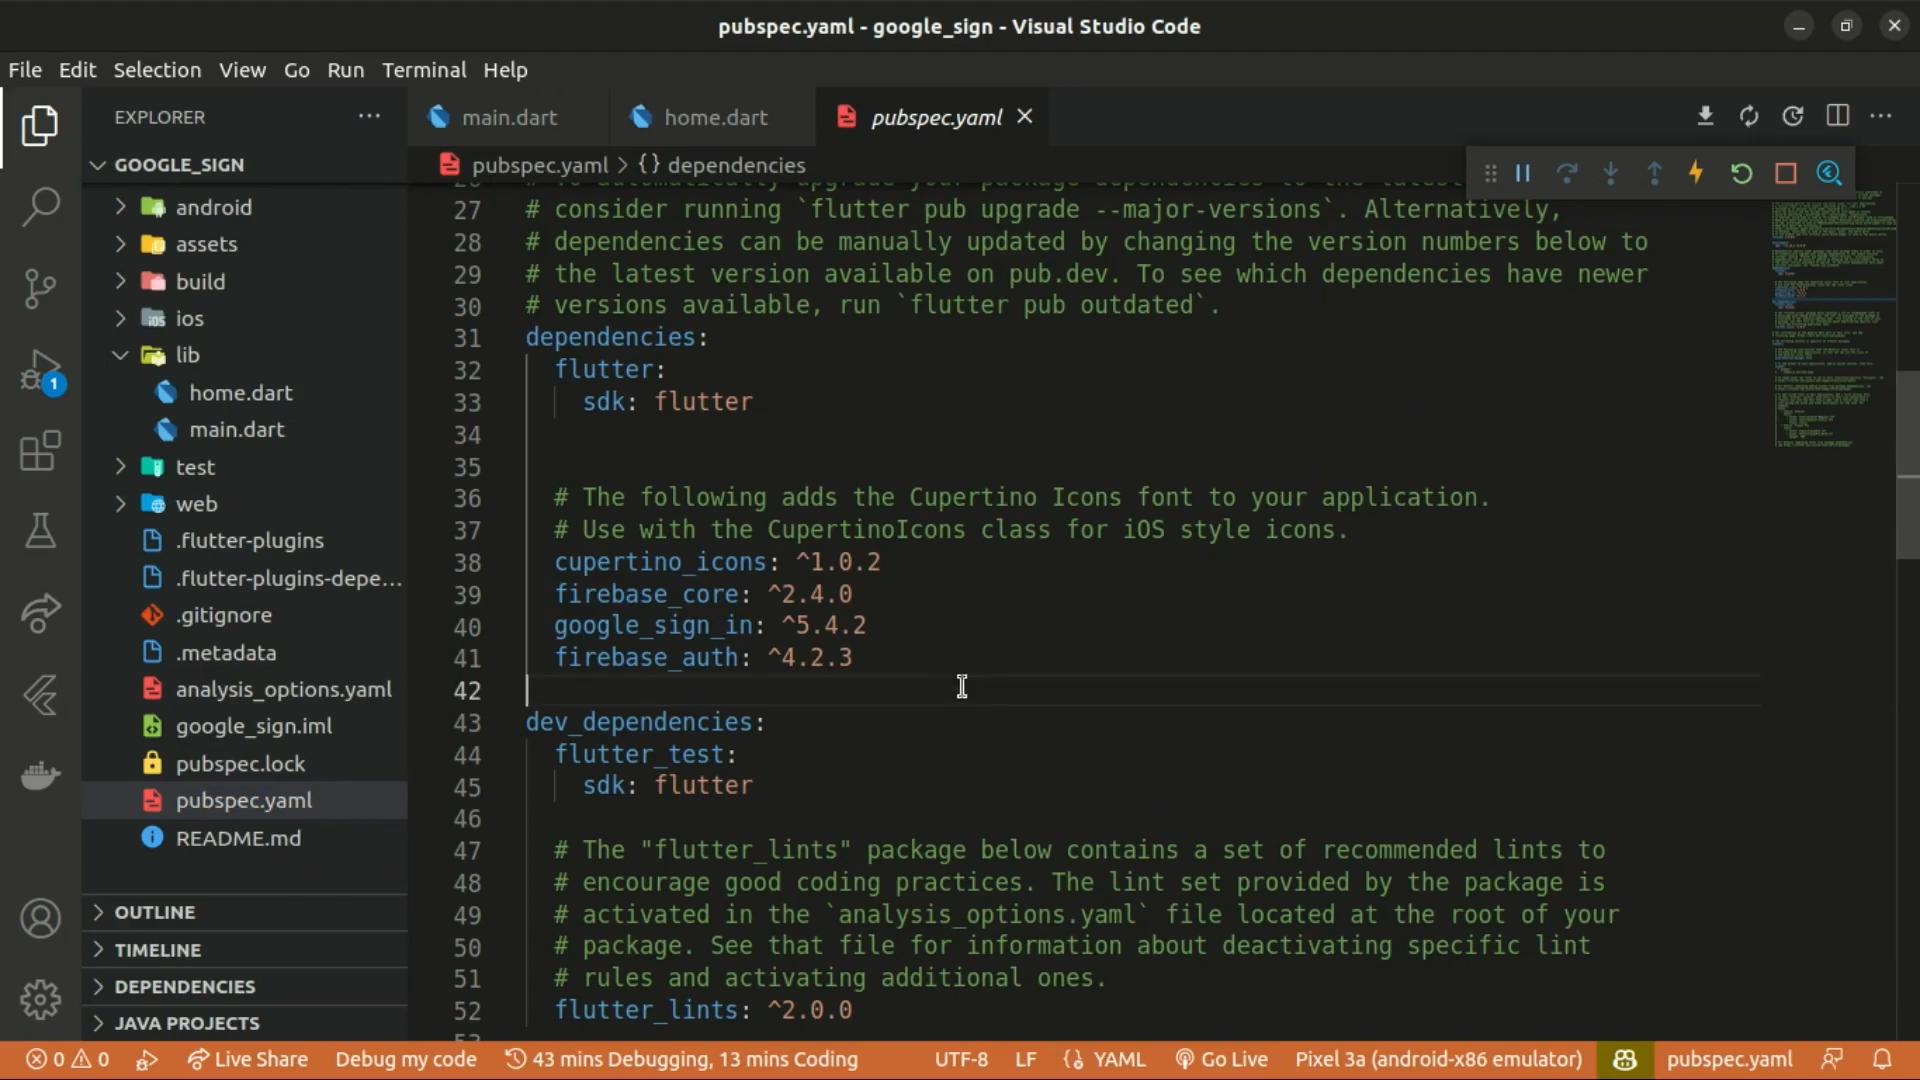 pubspec.yaml - google_sign - Visual Studio Code
File Edit Selection View Go Run Terminal Help
EXPLORER
main.dart
home.dart
pubspec.yaml
GOOGLE_SIGN
pubspec.yaml > {} dependencies
android
assets
build
ios
lib
home.dart
main.dart
test
web
.flutter-plugins
.flutter-plugins-depe...
.gitignore
.metadata
analysis_options.yaml
google_sign.iml
pubspec.lock
pubspec.yaml
README.md
OUTLINE
TIMELINE
DEPENDENCIES
JAVA PROJECTS
1
# To automatically upgrade your package dependencies to the latest
27 # consider running `flutter pub upgrade --major-versions`. Alternatively,
28 # dependencies can be manually updated by changing the version numbers below to
29 # the latest version available on pub.dev. To see which dependencies have newer
30 # versions available, run `flutter pub outdated`.
31 dependencies:
32 flutter:
33 sdk: flutter
34
35
36 # The following adds the Cupertino Icons font to your application.
37 # Use with the CupertinoIcons class for iOS style icons.
38 cupertino_icons: ^1.0.2
39 firebase_core: ^2.4.0
40 google_sign_in: ^5.4.2
41 firebase_auth: ^4.2.3
42
43 dev_dependencies:
44 flutter_test:
45 sdk: flutter
46
47 # The "flutter_lints" package below contains a set of recommended lints to
48 # encourage good coding practices. The lint set provided by the package is
49 # activated in the `analysis_options.yaml` file located at the root of your
50 # package. See that file for information about deactivating specific lint
51 # rules and activating additional ones.
52 flutter_lints: ^2.0.0
0 0 Live Share Debug my code 43 mins Debugging, 13 mins Coding UTF-8 LF {} YAML Go Live Pixel 3a (android-x86 emulator) pubspec.yaml